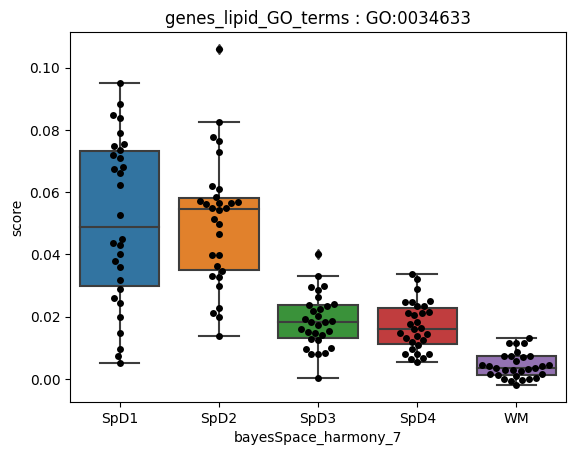 genes_lipid_GO_terms : GO:0034633
0.10
0.08
0.06
0.04
0.02
0.00
score
SpD1 SpD2 SpD3 SpD4 WM
bayesSpace_harmony_7